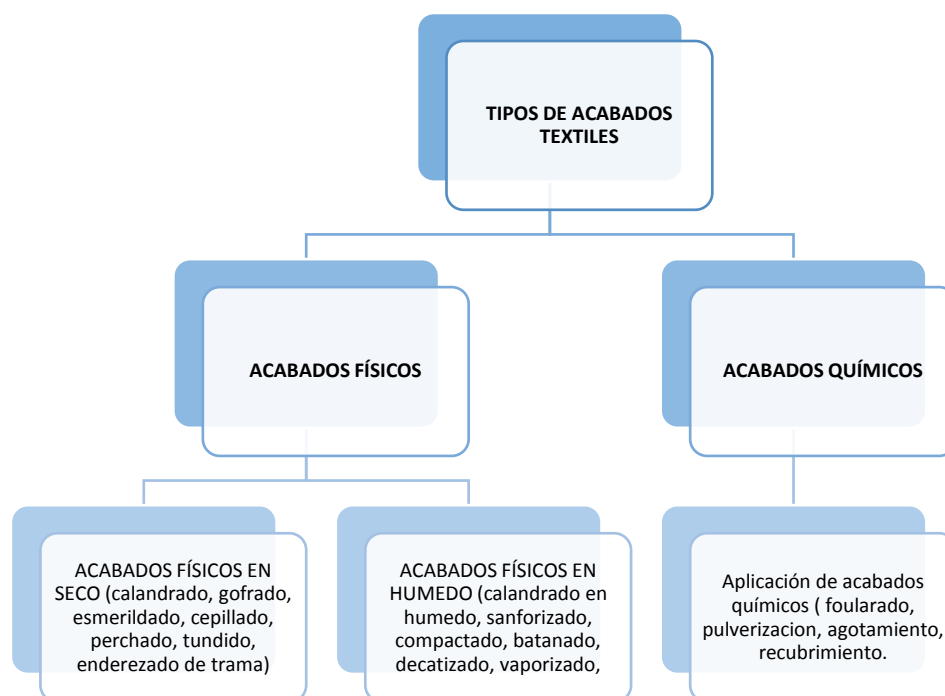 TIPOS DE ACABADOS
TEXTILES
ACABADOS FÍSICOS
ACABADOS QUÍMICOS
ACABADOS FÍSICOS EN
SECO (calandrado, gofrado,
esmerildado, cepillado,
perchado, tundido,
enderezado de trama)
ACABADOS FÍSICOS EN
HUMEDO (calandrado en
humedo, sanforizado,
compactado, batanado,
decatizado, vaporizado,
Aplicación de acabados
químicos ( foularado,
pulverizacion, agotamiento,
recubrimiento.